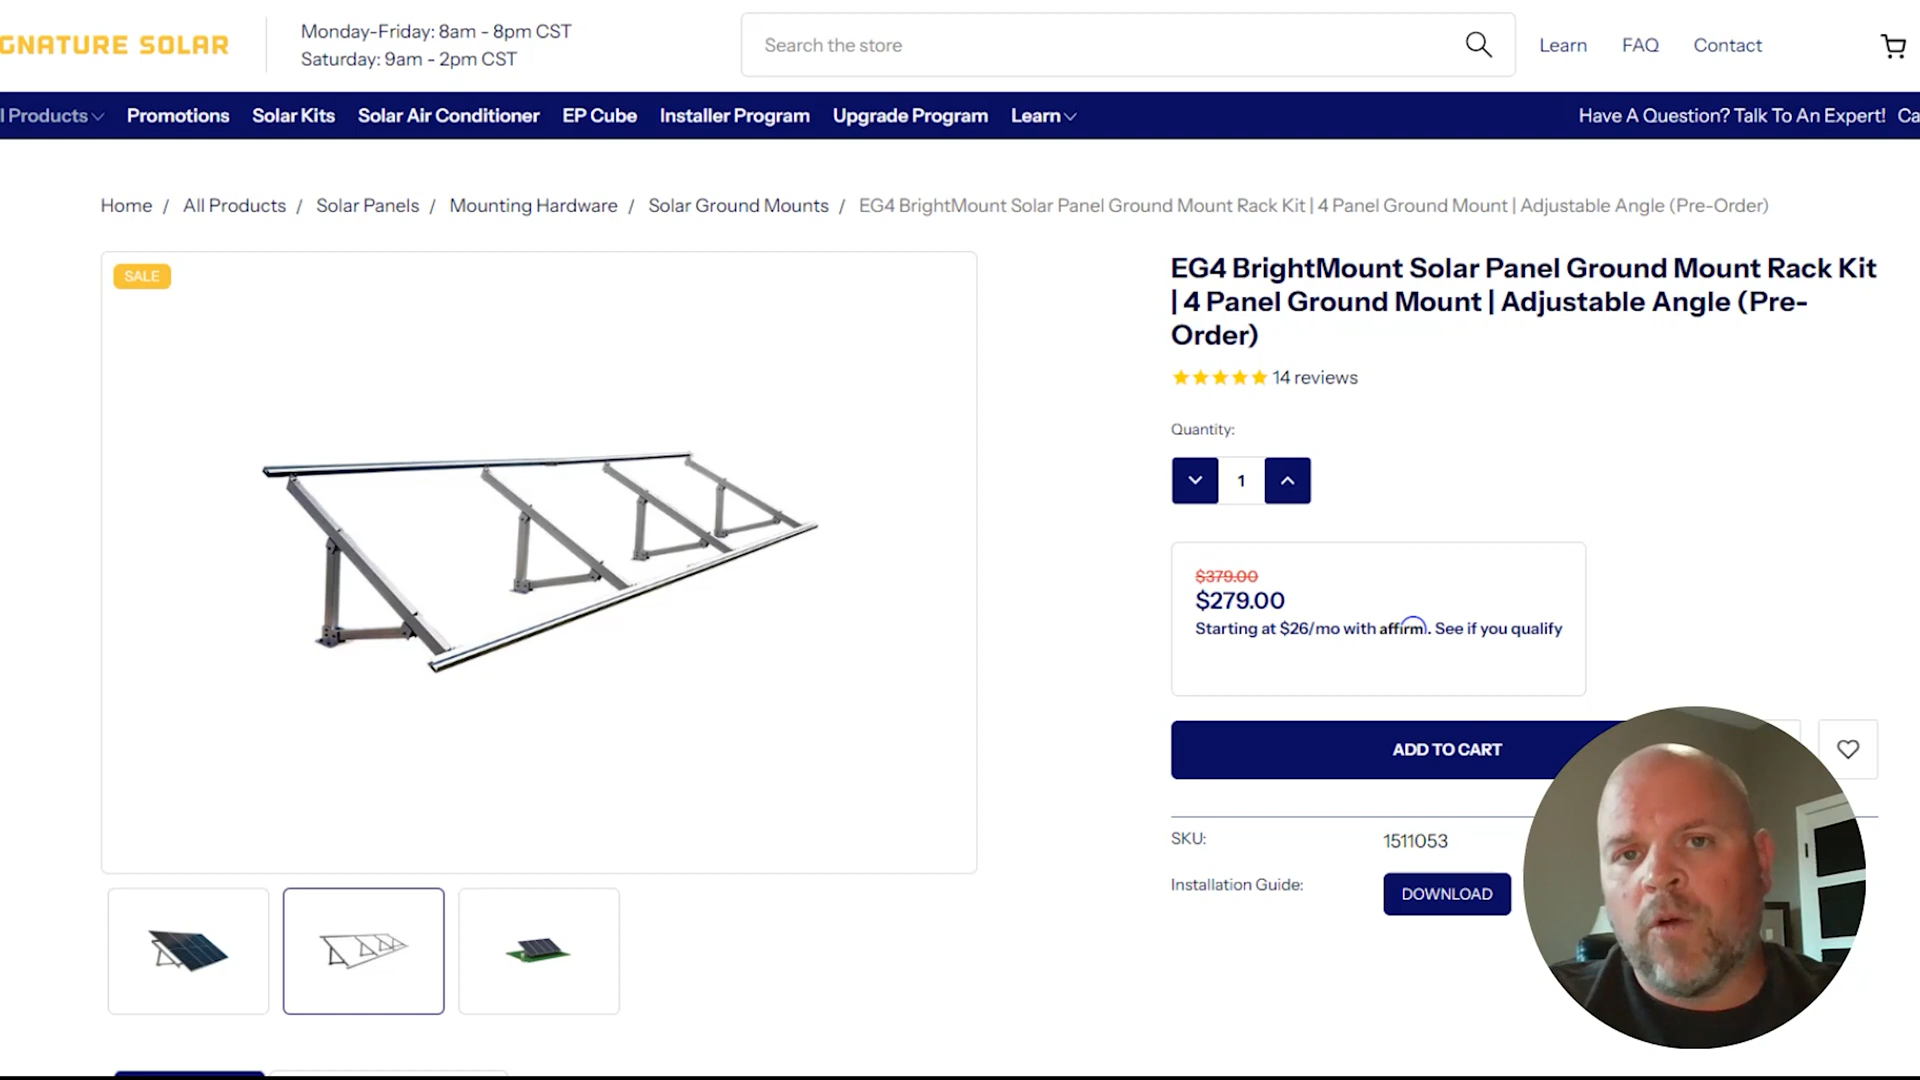 GNATURE SOLAR
Monday-Friday: 8am - 8pm CST
Saturday: 9am - 2pm CST
Search the store
Learn
FAQ
Contact
l Products
Promotions
Solar Kits
Solar Air Conditioner
EP Cube
Installer Program
Upgrade Program
Learn
Have A Question? Talk To An Expert!
Ca
Home / All Products / Solar Panels / Mounting Hardware / Solar Ground Mounts / EG4 BrightMount Solar Panel Ground Mount Rack Kit | 4 Panel Ground Mount | Adjustable Angle (Pre-Order)
SALE
EG4 BrightMount Solar Panel Ground Mount Rack Kit
| 4 Panel Ground Mount | Adjustable Angle (Pre-
Order)
14 reviews
Quantity:
1
$379.00
$279.00
Starting at $26/mo with affirm. See if you qualify
ADD TO CART
SKU:
1511053
Installation Guide:
DOWNLOAD